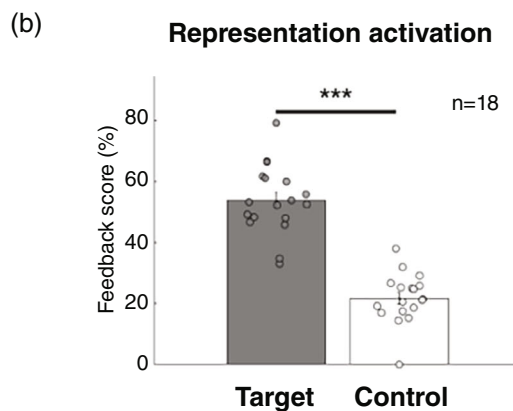 (b)
Representation activation
***
n=18
Feedback score (%)
80
60
40
20
0
Target Control